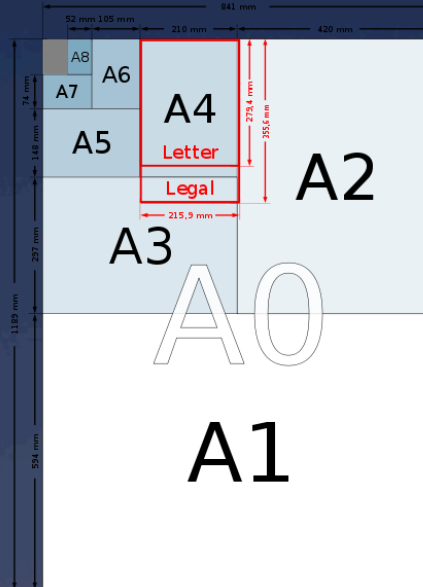 841 mm
52 mm 105 mm 210 mm 420 mm
A8
A6
A7
74 mm
A4
279,4 mm
355,6 mm
A5
148 mm
Letter
Legal
A2
215,9 mm
A3
297 mm
A0
1189 mm
A1
594 mm